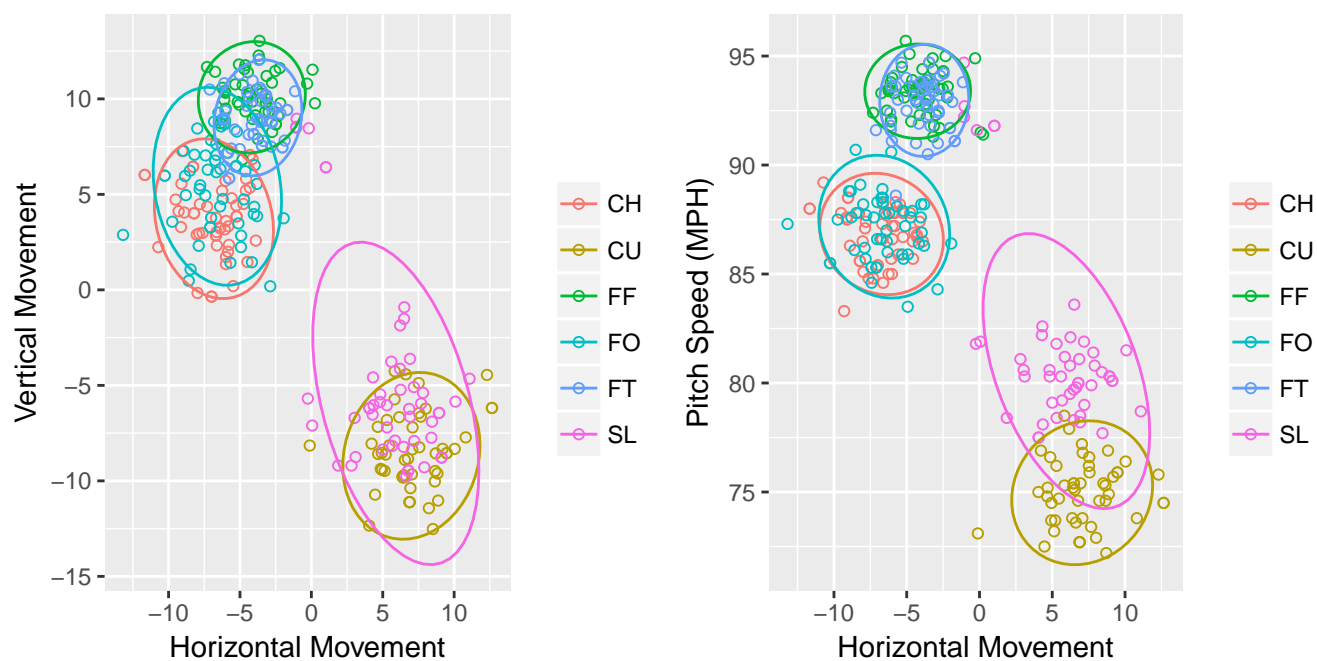 10
5
0
−5
−10
−15
−10
−5
0
5
10
Horizontal Movement
Vertical Movement
CH
CU
FF
FO
FT
SL
95
90
85
80
75
−10
−5
0
5
10
Horizontal Movement
Pitch Speed (MPH)
CH
CU
FF
FO
FT
SL